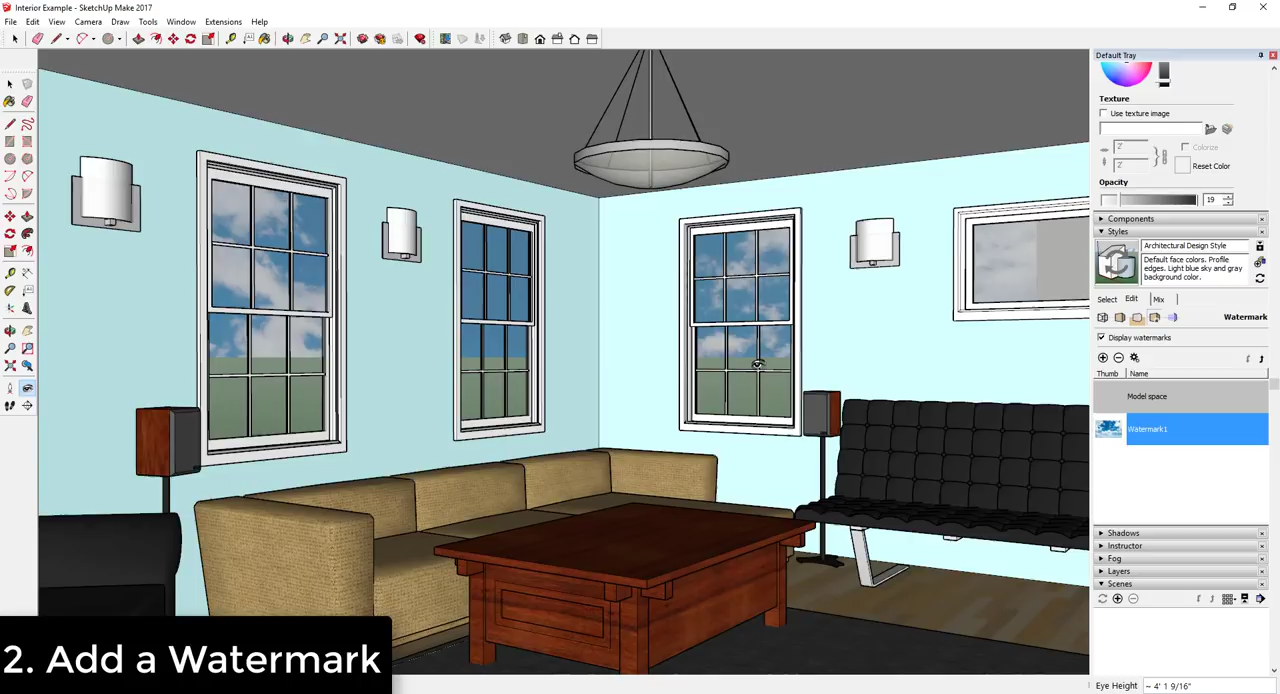 Interior Example - SketchUp Make 2017
File Edit View Camera Draw Tools Window Extensions Help
Default Tray
Texture
Use texture image
2'
Colorize
2'
Reset Color
Opacity
19
Components
Styles
Architectural Design Style
Default face colors. Profile
edges. Light blue sky and gray
background color.
Select Edit Mix
Watermark
Display watermarks
Thumb Name
Model space
Watermark1
Shadows
Instructor
Fog
Layers
Scenes
2. Add a Watermark
Eye Height ~ 4' 1 9/16"